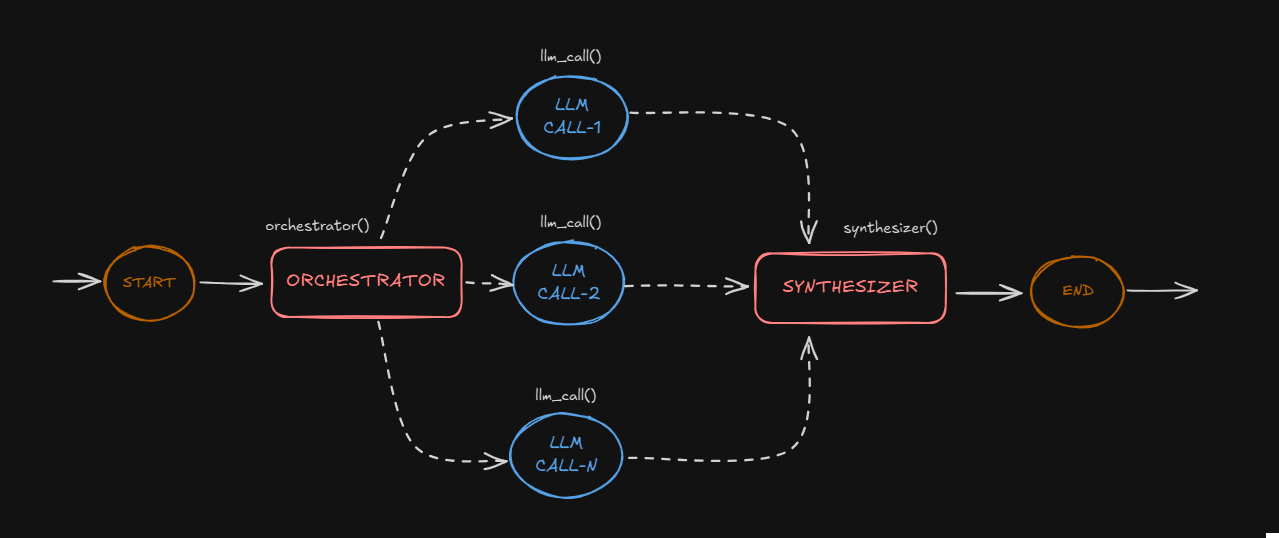 llm_call()
LLM
CALL-1
orchestrator()
llm_call()
synthesizer()
START
ORCHESTRATOR
LLM
CALL-2
SYNTHESIZER
END
llm_call()
LLM
CALL-N